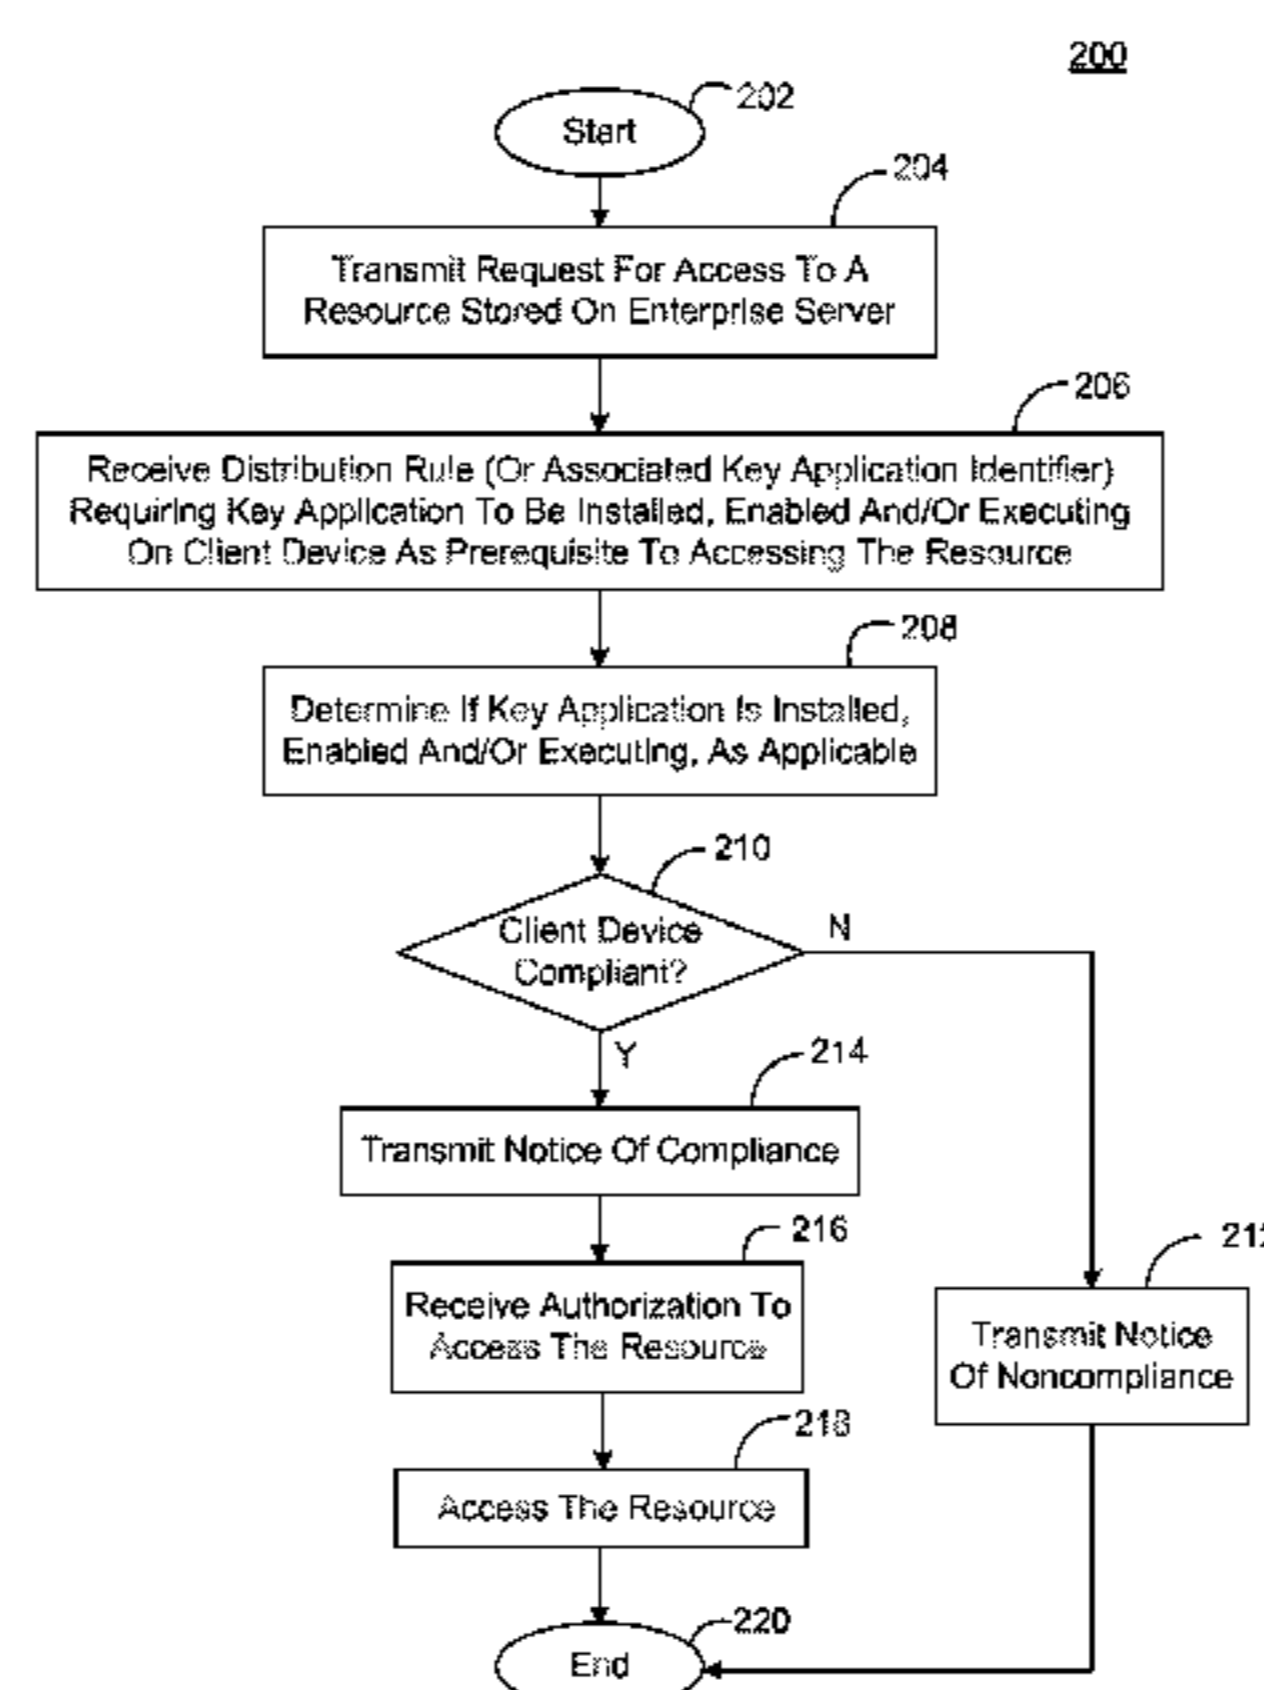 200
202
Start
204
Transmit Request For Access To A
Resource Stored On Enterprise Server
206
Receive Distribution Rule (Or Associated Key Application Identifier)
Requiring Key Application To Be Installed, Enabled And/Or Executing
On Client Device As Prerequisite To Accessing The Resource
208
Determine If Key Application Is Installed,
Enabled And/Or Executing, As Applicable
210
Client Device
Compliant?
N
Y
214
Transmit Notice Of Compliance
216
Receive Authorization To
Access The Resource
212
Transmit Notice
Of Noncompliance
218
Access The Resource
220
End